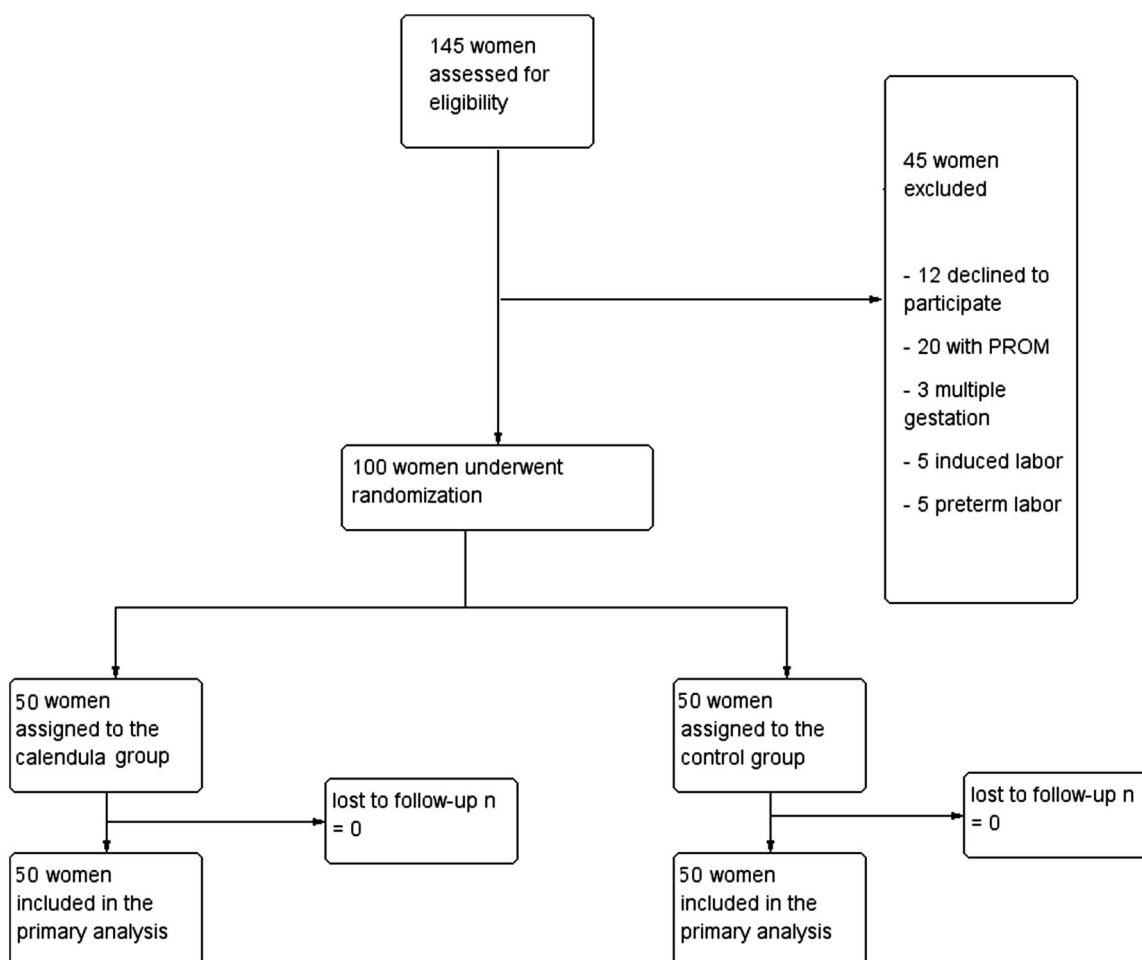 145 women
assessed for
eligibility
45 women
excluded
- 12 declined to
participate
- 20 with PROM
- 3 multiple
gestation
- 5 induced labor
- 5 preterm labor
100 women underwent
randomization
50 women
assigned to the
calendula group
50 women
assigned to the
control group
lost to follow-up n
= 0
lost to follow-up n
= 0
50 women
included in the
primary analysis
50 women
included in the
primary analysis